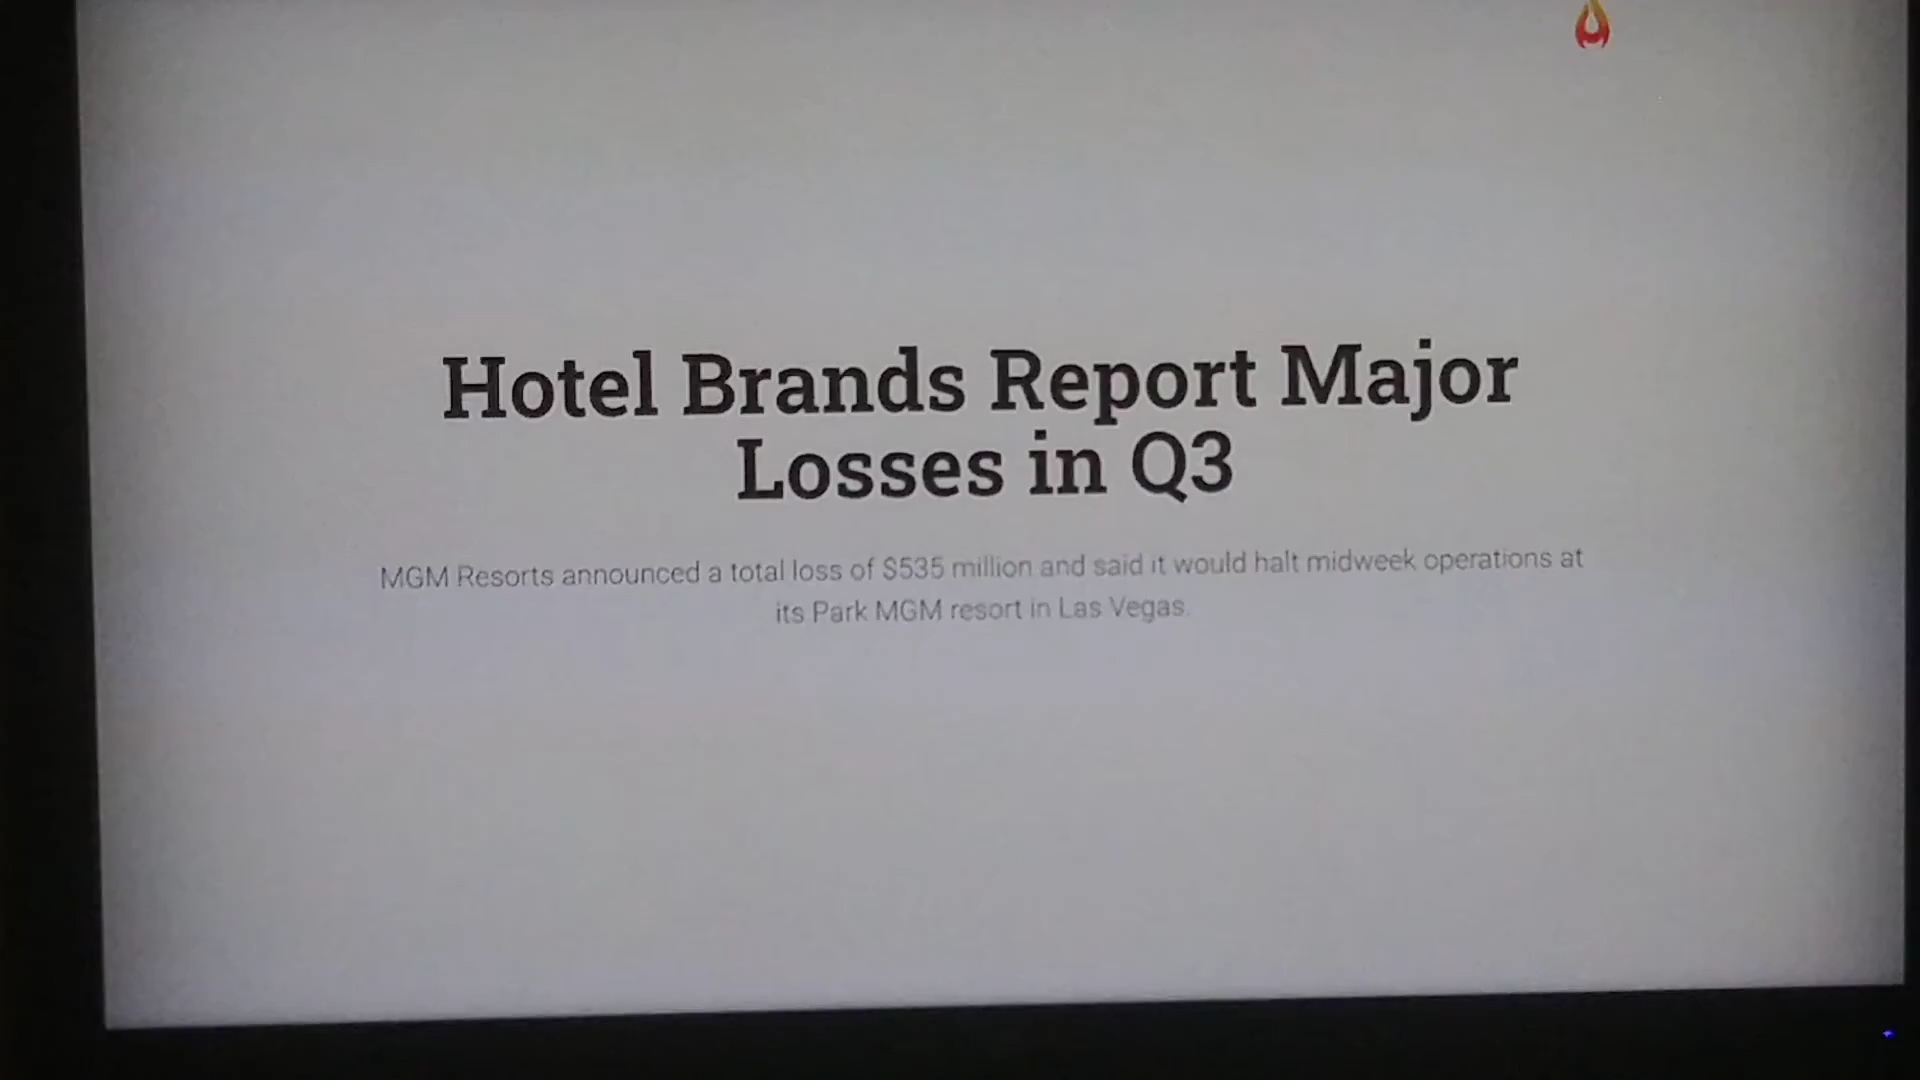 Hotel Brands Report Major
Losses in Q3
MGM Resorts announced a total loss of $535 million and said it would halt midweek operations at
its Park MGM resort in Las Vegas.